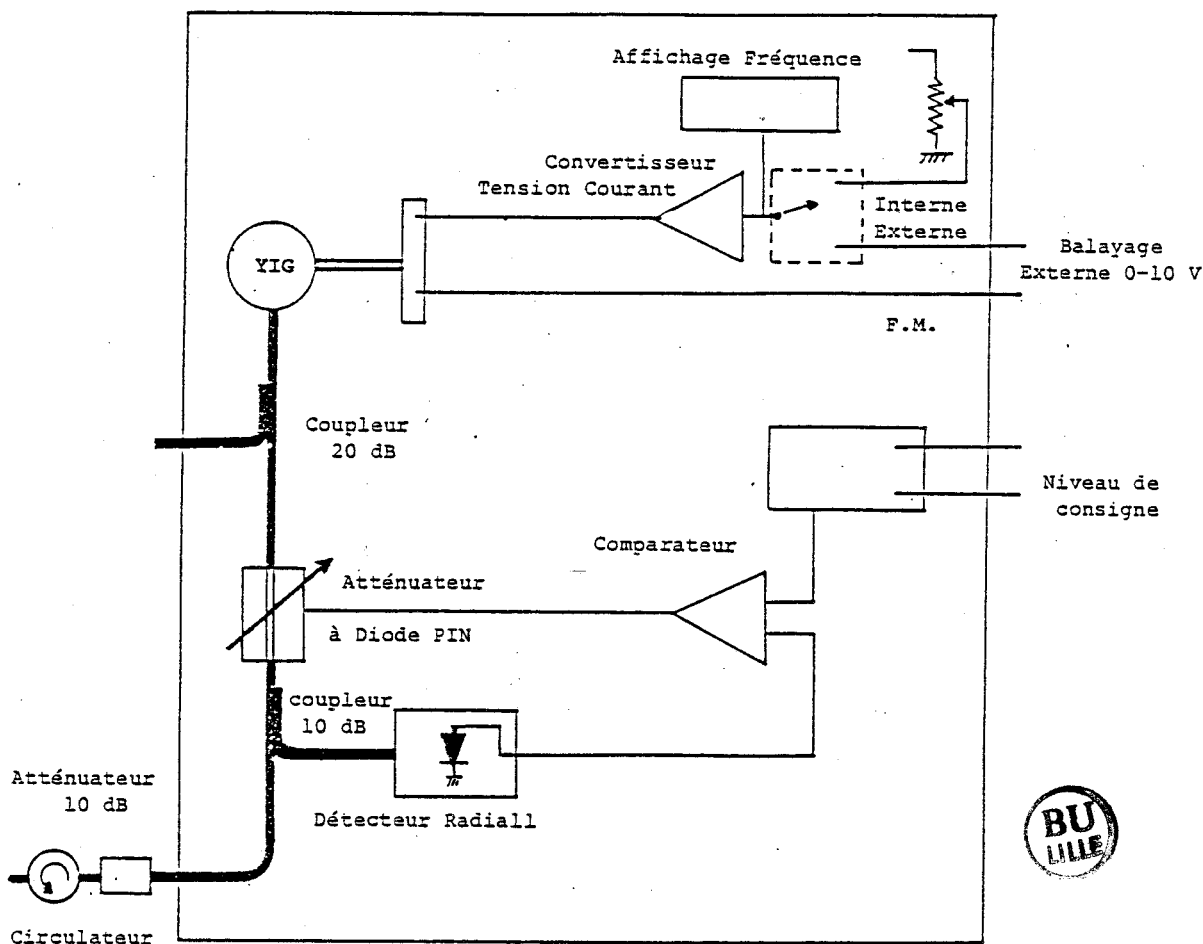 Affichage Fréquence
Convertisseur
Tension Courant
Interne
Externe
Balayage
Externe 0-10 V
YIG
F.M.
Coupleur
20 dB
Niveau de
consigne
Comparateur
Atténuateur
à Diode PIN
coupleur
10 dB
Atténuateur
10 dB
Détecteur Radiall
BU
LILLE
Circulateur